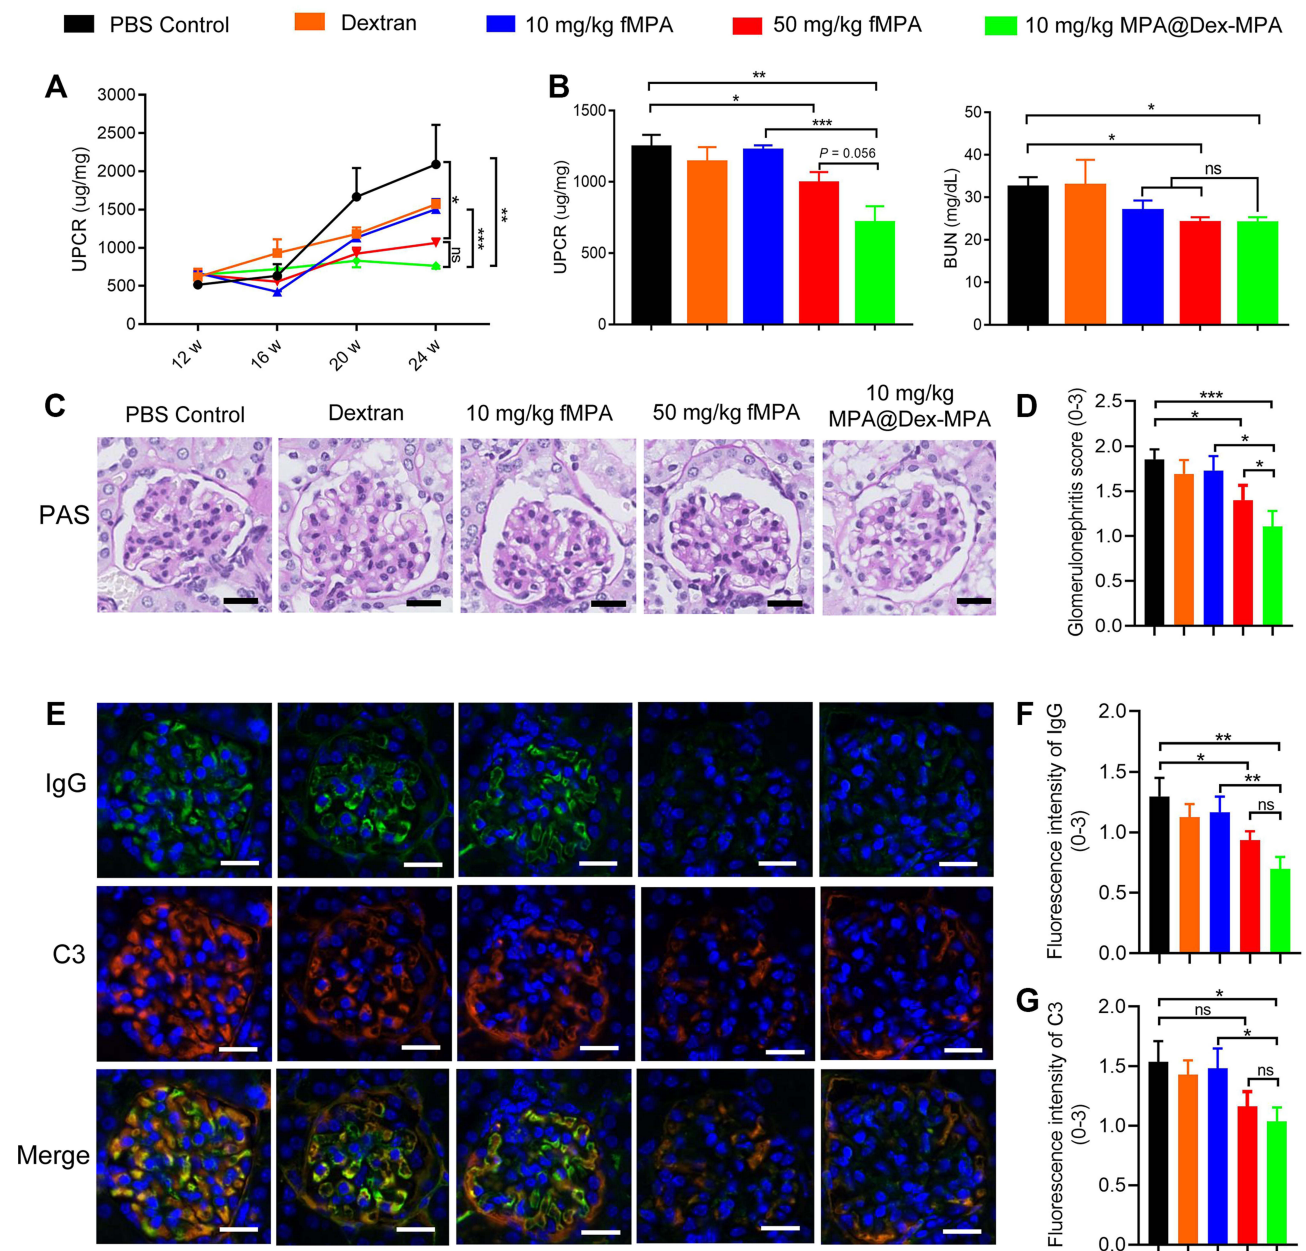 PBS Control
Dextran
10 mg/kg fMPA
50 mg/kg fMPA
10 mg/kg MPA@Dex-MPA
A
UPCR (ug/mg)
3000
2500
2000
1500
1000
500
0
12 w
16 w
20 w
24 w
*
ns
***
**
B
UPCR (ug/mg)
1500
1000
500
0
**
*
***
P = 0.056
BUN (mg/dL)
50
40
30
20
10
0
*
*
ns
C
PBS Control
Dextran
10 mg/kg fMPA
50 mg/kg fMPA
10 mg/kg
MPA@Dex-MPA
PAS
D
Glomerulonephritis score (0-3)
2.5
2.0
1.5
1.0
0.5
0.0
***
*
*
*
E
IgG
C3
Merge
F
Fluorescence intensity of IgG
(0-3)
2.0
1.5
1.0
0.5
0.0
**
*
**
ns
G
Fluorescence intensity of C3
(0-3)
2.0
1.5
1.0
0.5
0.0
*
ns
*
ns